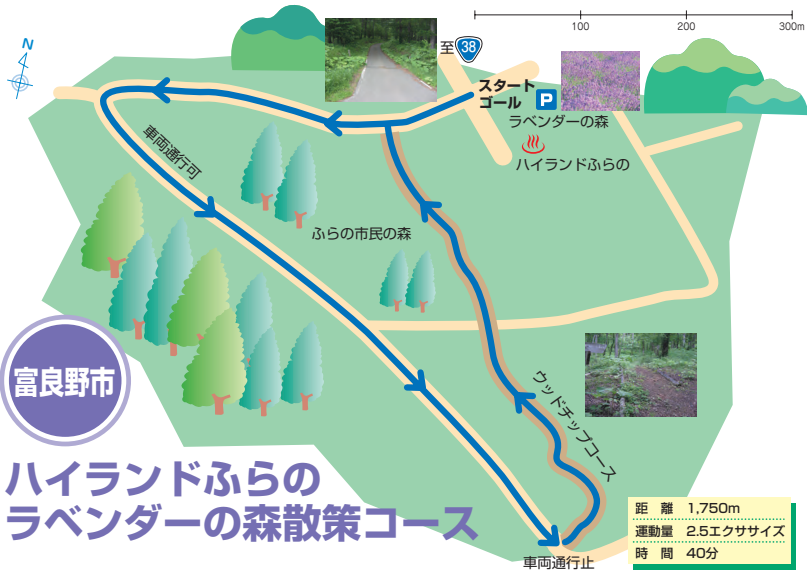 N
100 200 300m
至 38
スタート
ゴール P
ラベンダーの森
ハイランドふらの
車両通行可
ふらの市民の森
ウッドチップコース
富良野市
ハイランドふらの
ラベンダーの森散策コース
車両通行止
距 離 1,750m
運動量 2.5エクササイズ
時 間 40分